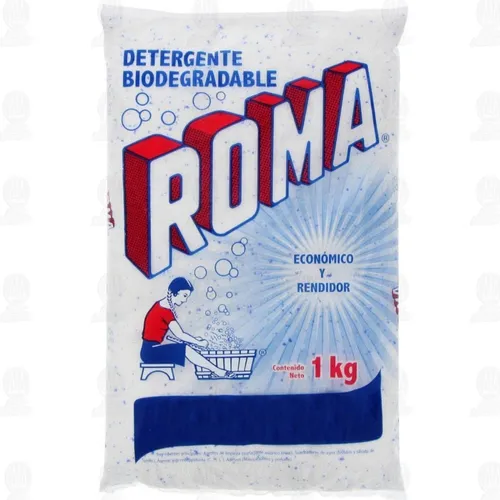 DETERGENTE
BIODEGRADABLE
ROMA®
ECONÓMICO
Y
RENDIDOR
®
Contenido
Neto 1 kg